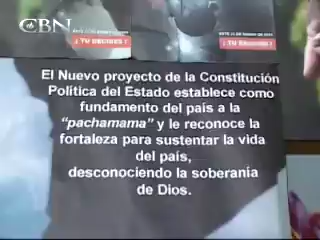 CBN
¡TU DECIDES!
¡TU DECIDES!
El Nuevo proyecto de la Constitución
Política del Estado establece como
fundamento del país a la
"pachamama" y le reconoce la
fortaleza para sustentar la vida
del país,
desconociendo la soberanía
de Dios.